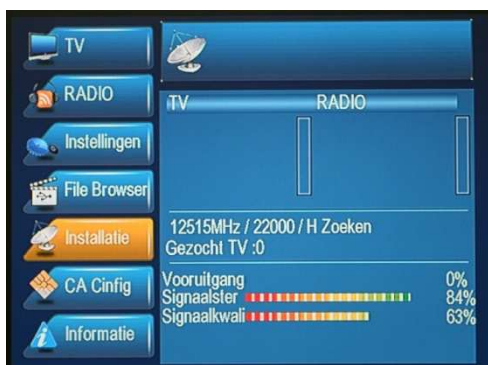 TV
RADIO
Instellingen
File Browser
Installatie
CA Cinfig
Informatie
TV RADIO
12515MHz / 22000 / H Zoeken
Gezocht TV :0
Vooruitgang 0%
Signaalster 84%
Signaalkwali 63%